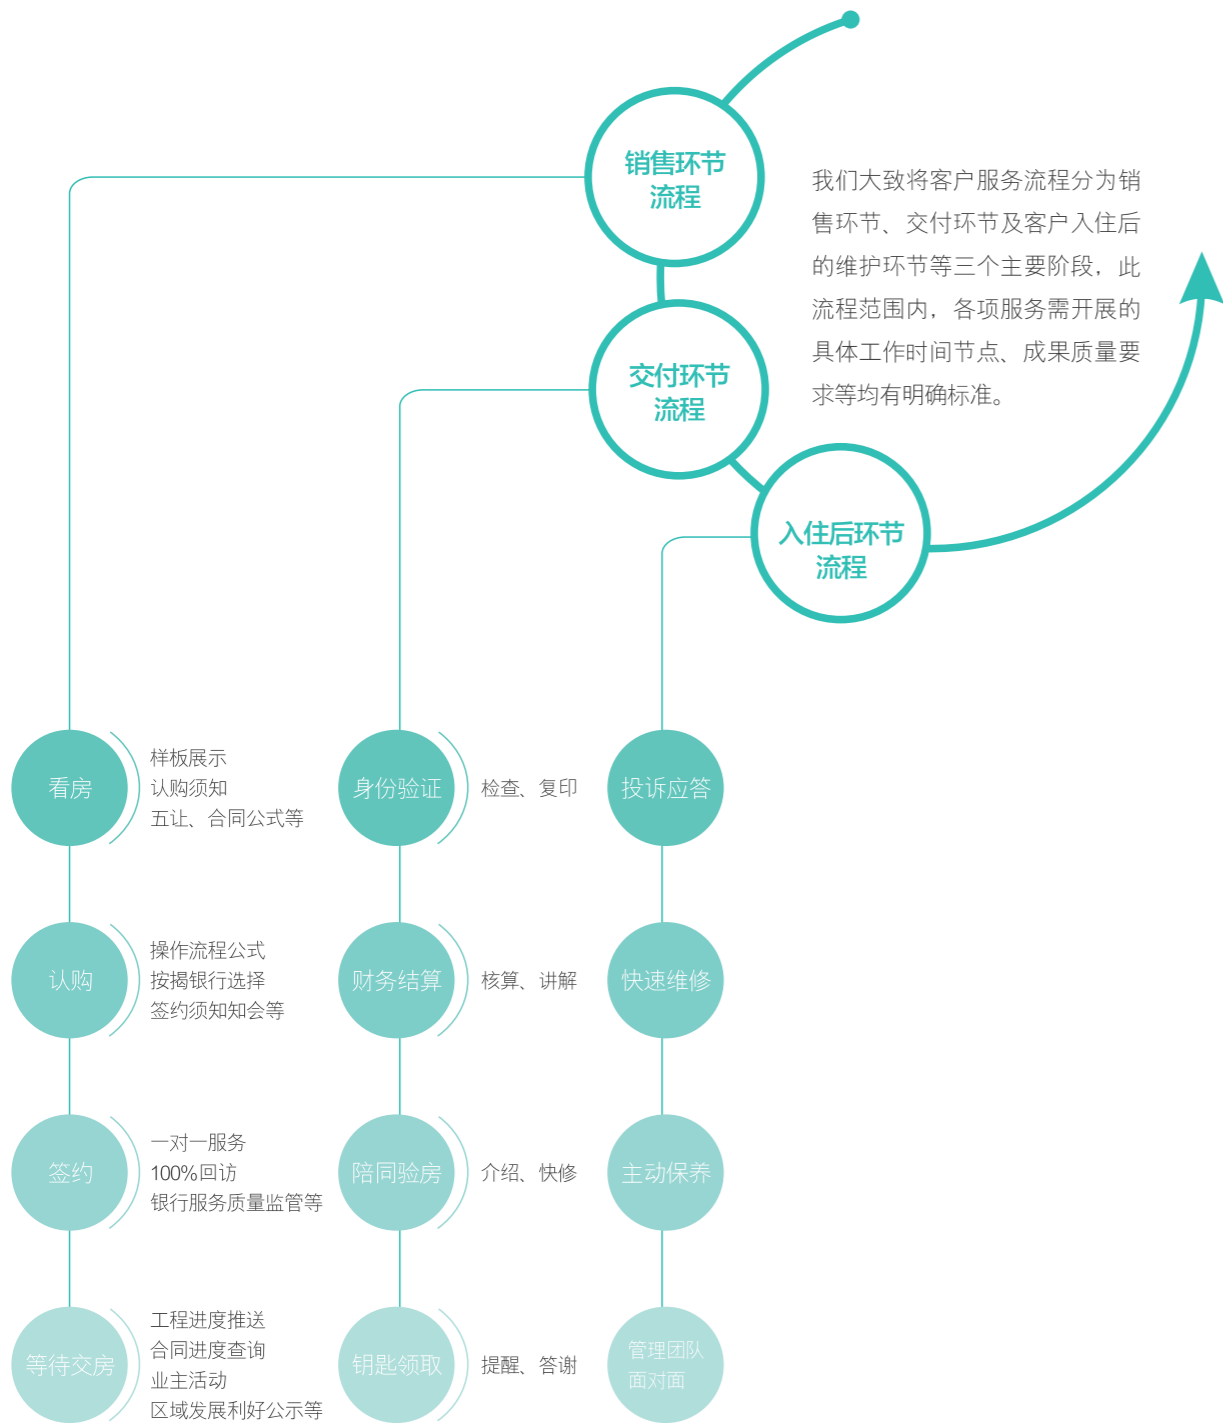 销售环节
流程
我们大致将客户服务流程分为销
售环节、交付环节及客户入住后
的维护环节等三个主要阶段，此
流程范围内，各项服务需开展的
具体工作时间节点、成果质量要
求等均有明确标准。
交付环节
流程
入住后环节
流程
看房
样板展示
认购须知
五让、合同公式等
认购
操作流程公式
按揭银行选择
签约须知知会等
签约
一对一服务
100%回访
银行服务质量监管等
等待交房
工程进度推送
合同进度查询
业主活动
区域发展利好公示等
身份验证
检查、复印
财务结算
核算、讲解
陪同验房
介绍、快修
钥匙领取
提醒、答谢
投诉应答
快速维修
主动保养
管理团队
面对面